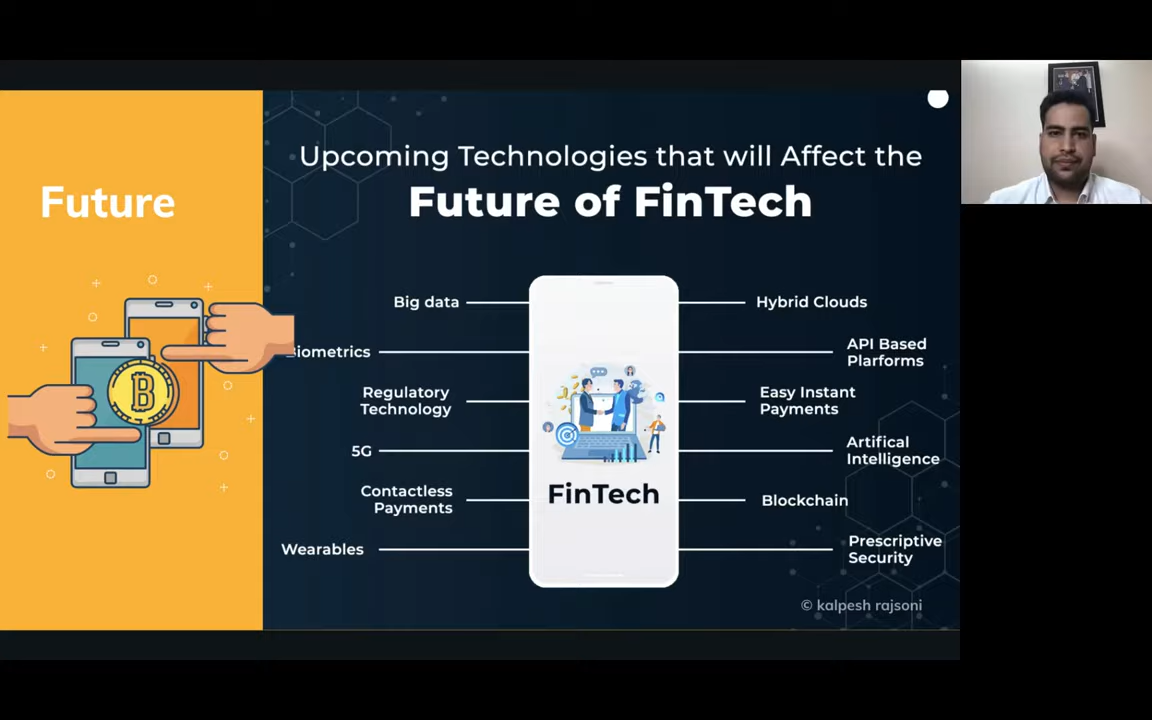 Future
Upcoming Technologies that will Affect the
Future of FinTech
Big data
Biometrics
Regulatory
Technology
5G
Contactless
Payments
Wearables
FinTech
Hybrid Clouds
API Based
Plarforms
Easy Instant
Payments
Artifical
Intelligence
Blockchain
Prescriptive
Security
© kalpesh rajsoni